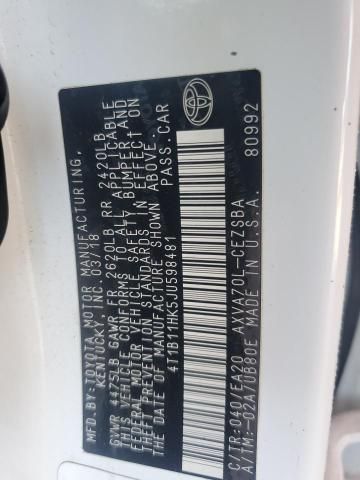 MFD.BY:TOYOTA MOTOR MANUFACTURING,
KENTUCKY, INC. 03/18
GVWR 4475LB GAWR FR 2620LB RR 2420LB
THIS VEHICLE CONFORMS TO ALL APPLICABLE
FEDERAL MOTOR VEHICLE SAFETY, BUMPER, AND
THEFT PREVENTION STANDARDS IN EFFECT ON
THE DATE OF MANUFACTURE SHOWN ABOVE.
4T1B11HK5JU598481 PASS.CAR
C/TR:040/FA20 AXVA70L-CEZSBA
A/TM:-02A/UB80E MADE IN U.S.A. 80992